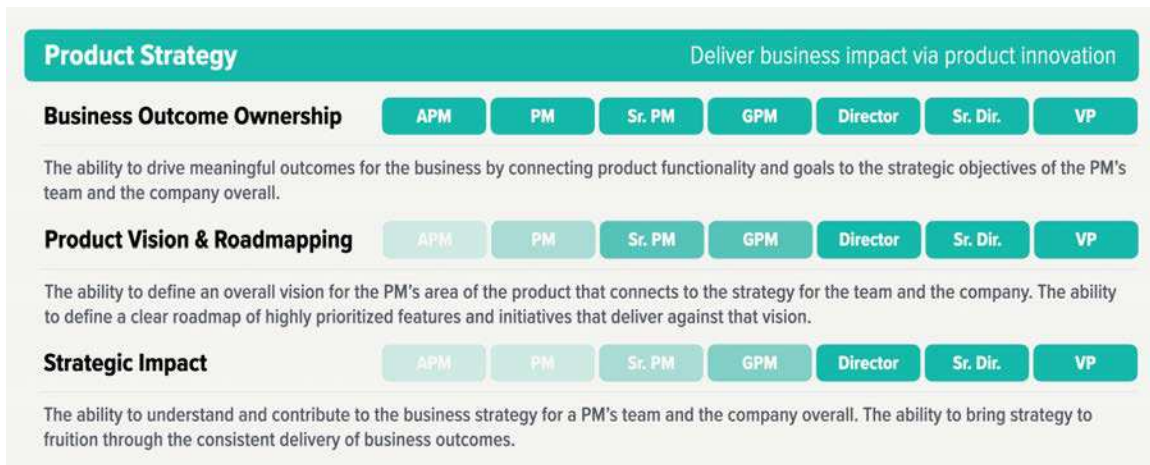 Product Strategy Deliver business impact via product innovation
Business Outcome Ownership APM PM Sr. PM GPM Director Sr. Dir. VP
The ability to drive meaningful outcomes for the business by connecting product functionality and goals to the strategic objectives of the PM's
team and the company overall.
Product Vision & Roadmapping APM PM Sr. PM GPM Director Sr. Dir. VP
The ability to define an overall vision for the PM's area of the product that connects to the strategy for the team and the company. The ability
to define a clear roadmap of highly prioritized features and initiatives that deliver against that vision.
Strategic Impact APM PM Sr. PM GPM Director Sr. Dir. VP
The ability to understand and contribute to the business strategy for a PM's team and the company overall. The ability to bring strategy to
fruition through the consistent delivery of business outcomes.